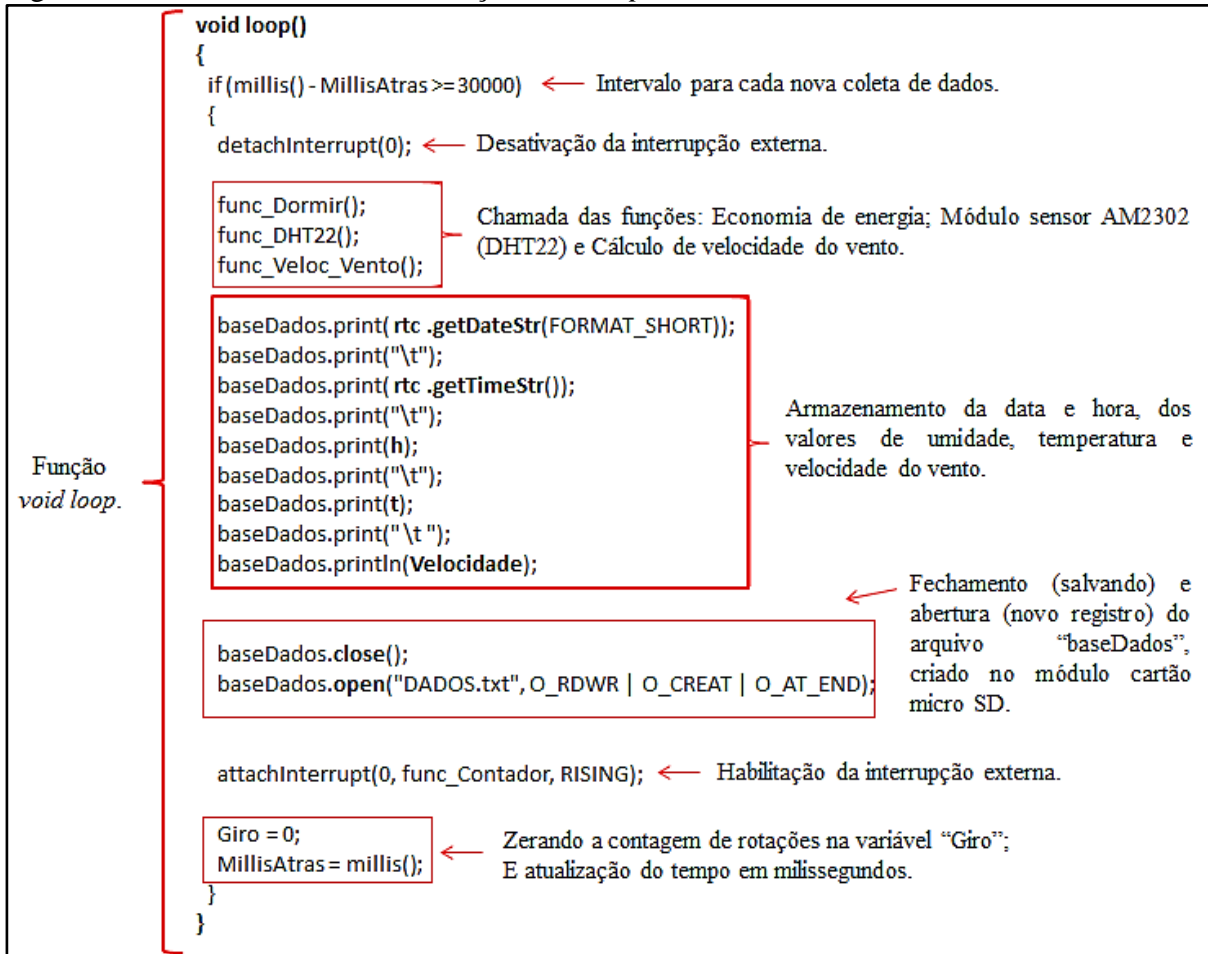 void loop()
{
if (millis() - MillisAtras >= 30000)
Intervalo para cada nova coleta de dados.
{
detachInterrupt(0);
Desativação da interrupção externa.
func_Dormir();
func_DHT22();
func_Veloc_Vento();
Chamada das funções: Economia de energia; Módulo sensor AM2302
(DHT22) e Cálculo de velocidade do vento.
baseDados.print( rtc .getDateStr(FORMAT_SHORT));
baseDados.print("\t");
baseDados.print( rtc .getTimeStr());
baseDados.print("\t");
baseDados.print(h);
baseDados.print("\t");
baseDados.print(t);
baseDados.print(" \t ");
baseDados.println(Velocidade);
Armazenamento da data e hora, dos
valores de umidade, temperatura e
velocidade do vento.
Função
void loop.
baseDados.close();
baseDados.open("DADOS.txt", O_RDWR | O_CREAT | O_AT_END);
Fechamento (salvando) e
abertura (novo registro) do
arquivo “baseDados”,
criado no módulo cartão
micro SD.
attachInterrupt(0, func_Contador, RISING);
Habilitação da interrupção externa.
Giro = 0;
MillisAtras = millis();
Zerando a contagem de rotações na variável “Giro”;
E atualização do tempo em milissegundos.
}
}